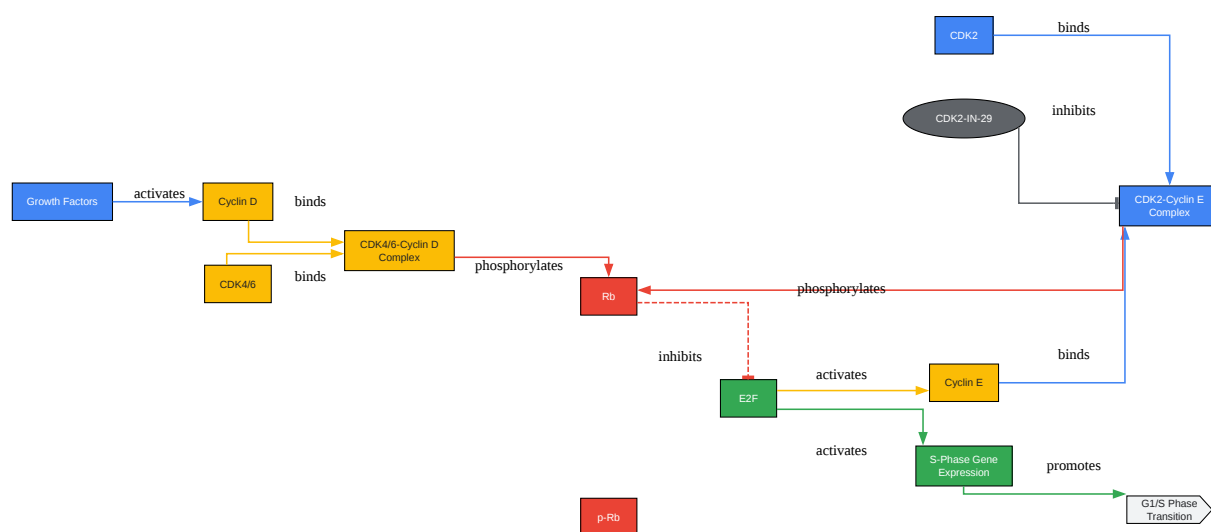 CDK2
binds
CDK2-IN-29
inhibits
Growth Factors
activates
Cyclin D
binds
CDK2-Cyclin E
Complex
CDK4/6-Cyclin D
Complex
phosphorylates
CDK4/6
binds
Rb
phosphorylates
inhibits
binds
activates
Cyclin E
E2F
activates
S-Phase Gene
Expression
promotes
G1/S Phase
Transition
p-Rb